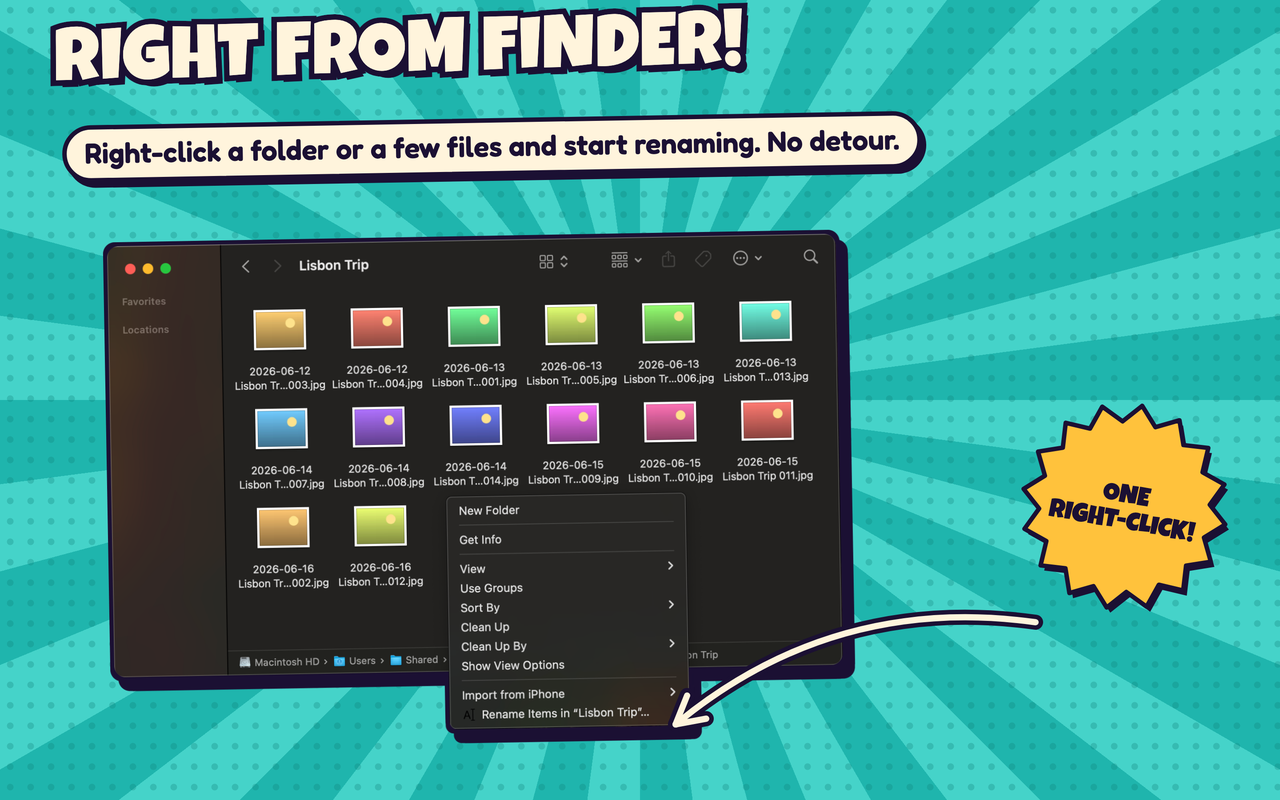 RIGHT FROM FINDER!
Right-click a folder or a few files and start renaming. No detour.
Lisbon Trip
Favorites
Locations
2026-06-12
Lisbon Tr...003.jpg
2026-06-12
Lisbon Tr...004.jpg
2026-06-13
Lisbon T...001.jpg
2026-06-13
Lisbon Tr...005.jpg
2026-06-13
Lisbon Tr...006.jpg
2026-06-13
Lisbon T...013.jpg
2026-06-14
Lisbon T...007.jpg
2026-06-14
Lisbon Tr...008.jpg
2026-06-14
Lisbon T...014.jpg
2026-06-15
Lisbon Tr...009.jpg
2026-06-15
Lisbon T...010.jpg
2026-06-15
Lisbon Trip 011.jpg
2026-06-16
Lisbon Tr...002.jpg
2026-06-16
Lisbon T...012.jpg
New Folder
Get Info
View
Use Groups
Sort By
Clean Up
Clean Up By
Show View Options
Import from iPhone
Rename Items in “Lisbon Trip”...
Macintosh HD › Users › Shared ›
on Trip
ONE
RIGHT-CLICK!